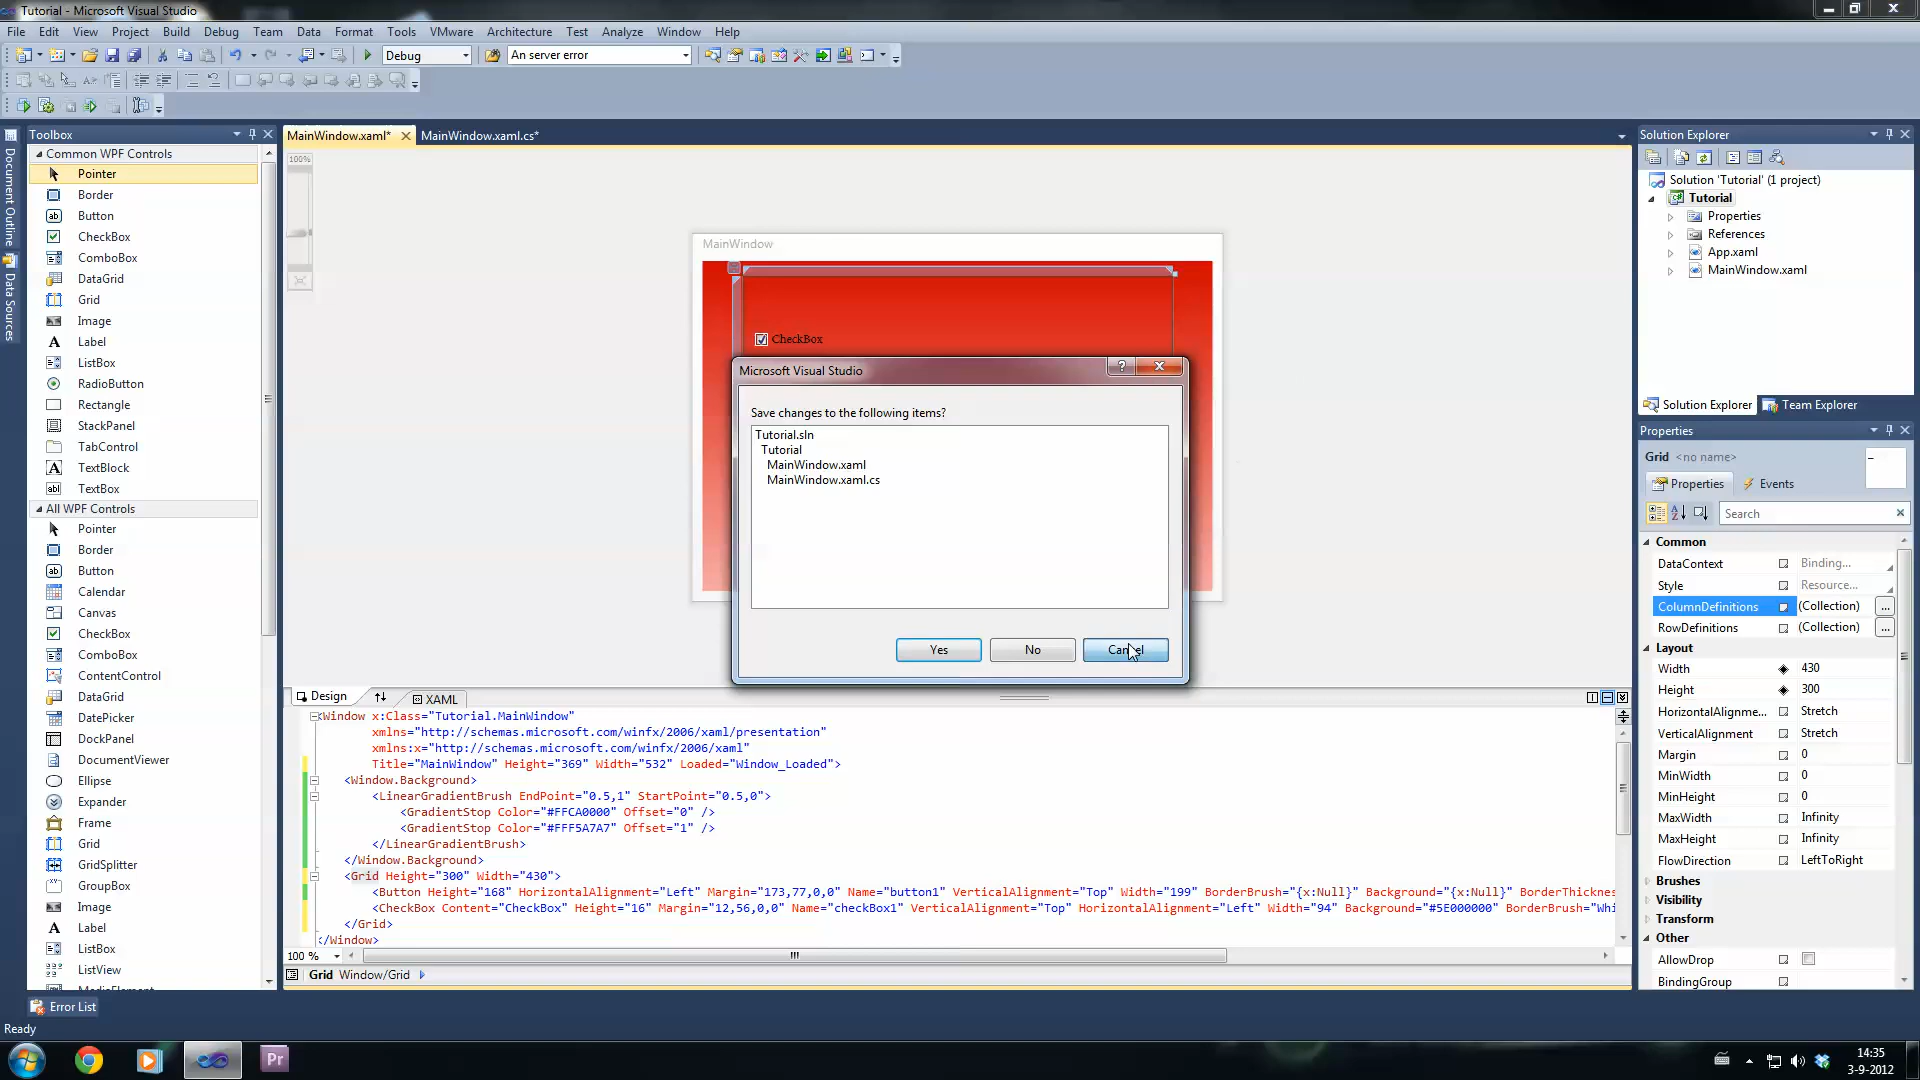 Tutorial - Microsoft Visual Studio
File Edit View Project Build Debug Team Data Format Tools VMware Architecture Test Analyze Window Help
Debug
An server error
Toolbox
MainWindow.xaml* MainWindow.xaml.cs*
Solution Explorer
Document Outline
Data Sources
Common WPF Controls
Pointer
Border
Button
CheckBox
ComboBox
DataGrid
Grid
Image
Label
ListBox
RadioButton
Rectangle
StackPanel
TabControl
TextBlock
TextBox
All WPF Controls
Pointer
Border
Button
Calendar
Canvas
CheckBox
ComboBox
ContentControl
DataGrid
DatePicker
DockPanel
DocumentViewer
Ellipse
Expander
Frame
Grid
GridSplitter
GroupBox
Image
Label
ListBox
ListView
MediaElement
100%
MainWindow
CheckBox
Microsoft Visual Studio
Save changes to the following items?
Tutorial.sln
Tutorial
MainWindow.xaml
MainWindow.xaml.cs
Yes No Cancel
Design XAML
<Window x:Class="Tutorial.MainWindow"
xmlns="http://schemas.microsoft.com/winfx/2006/xaml/presentation"
xmlns:x="http://schemas.microsoft.com/winfx/2006/xaml"
Title="MainWindow" Height="369" Width="532" Loaded="Window_Loaded">
<Window.Background>
<LinearGradientBrush EndPoint="0.5,1" StartPoint="0.5,0">
<GradientStop Color="#FFCA0000" Offset="0" />
<GradientStop Color="#FFF5A7A7" Offset="1" />
</LinearGradientBrush>
</Window.Background>
<Grid Height="300" Width="430">
<Button Height="168" HorizontalAlignment="Left" Margin="173,77,0,0" Name="button1" VerticalAlignment="Top" Width="199" BorderBrush="{x:Null}" Background="{x:Null}" BorderThicknes
<CheckBox Content="CheckBox" Height="16" Margin="12,56,0,0" Name="checkBox1" VerticalAlignment="Top" HorizontalAlignment="Left" Width="94" Background="#5E000000" BorderBrush="Whi
</Grid>
</Window>
100 %
Grid Window/Grid
Solution 'Tutorial' (1 project)
Tutorial
Properties
References
App.xaml
MainWindow.xaml
Solution Explorer Team Explorer
Properties
Grid <no name>
Properties Events
Search
Common
DataContext Binding...
Style Resource...
ColumnDefinitions (Collection) ...
RowDefinitions (Collection) ...
Layout
Width 430
Height 300
HorizontalAlignme... Stretch
VerticalAlignment Stretch
Margin 0
MinWidth 0
MinHeight 0
MaxWidth Infinity
MaxHeight Infinity
FlowDirection LeftToRight
Brushes
Visibility
Transform
Other
AllowDrop
BindingGroup
Error List
Ready
Pr
14:35
3-9-2012